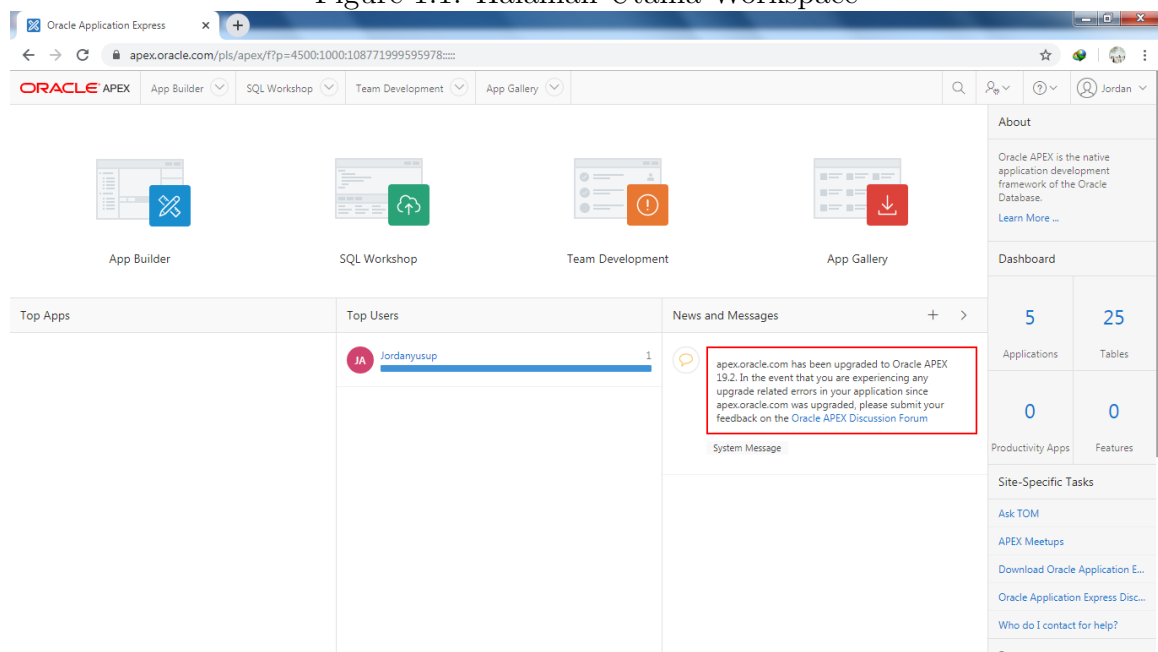 Figure 1.1: Halaman Utama Workspace
Oracle Application Express
apex.oracle.com/pls/apex/f?p=4500:1000:108771999595978:::::
ORACLE APEX App Builder SQL Workshop Team Development App Gallery Jordan
App Builder
SQL Workshop
Team Development
App Gallery
Top Apps
Top Users
JA Jordanyusup 1
News and Messages
apex.oracle.com has been upgraded to Oracle APEX
19.2. In the event that you are experiencing any
upgrade related errors in your application since
apex.oracle.com was upgraded, please submit your
feedback on the Oracle APEX Discussion Forum
System Message
About
Oracle APEX is the native
application development
framework of the Oracle
Database.
Learn More ...
Dashboard
5 25
Applications Tables
0 0
Productivity Apps Features
Site-Specific Tasks
Ask TOM
APEX Meetups
Download Oracle Application E...
Oracle Application Express Disc...
Who do I contact for help?